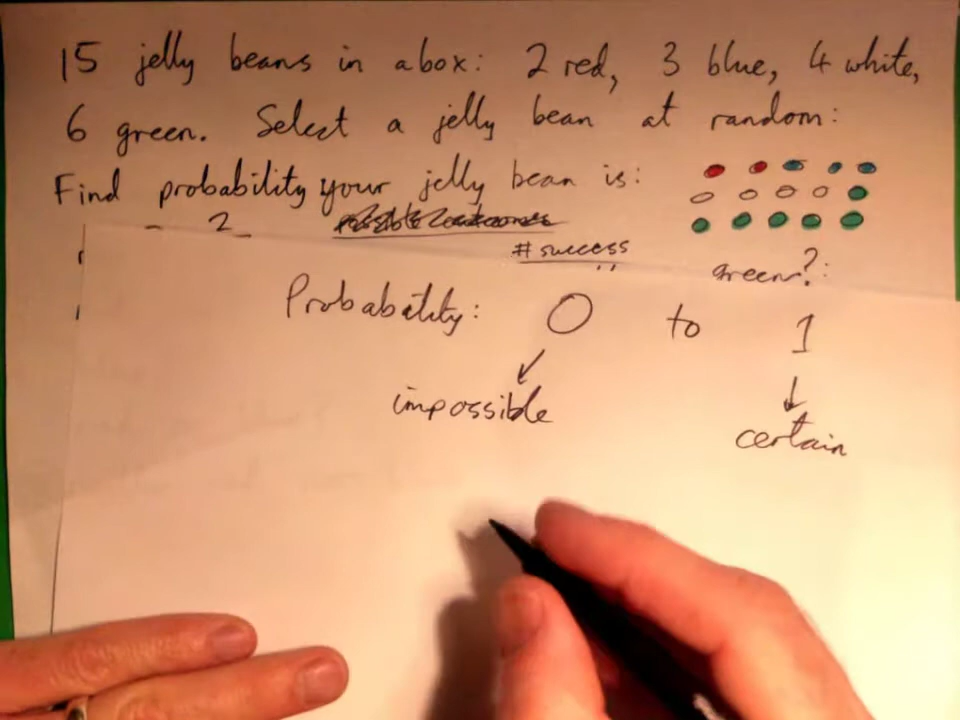 15 jelly beans in a box: 2 red, 3 blue, 4 white,
6 green. Select a jelly bean at random:
Find probability your jelly bean is:
2
# success
green?:
Probability: 0 to 1
impossible
certain